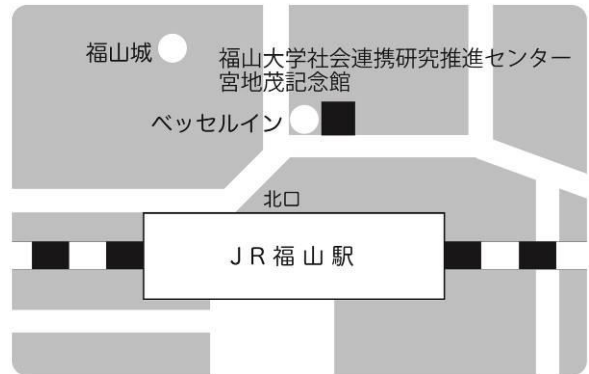 福山城
福山大学社会連携研究推進センター
宮地茂記念館
ベッセルイン
北口
JR福山駅